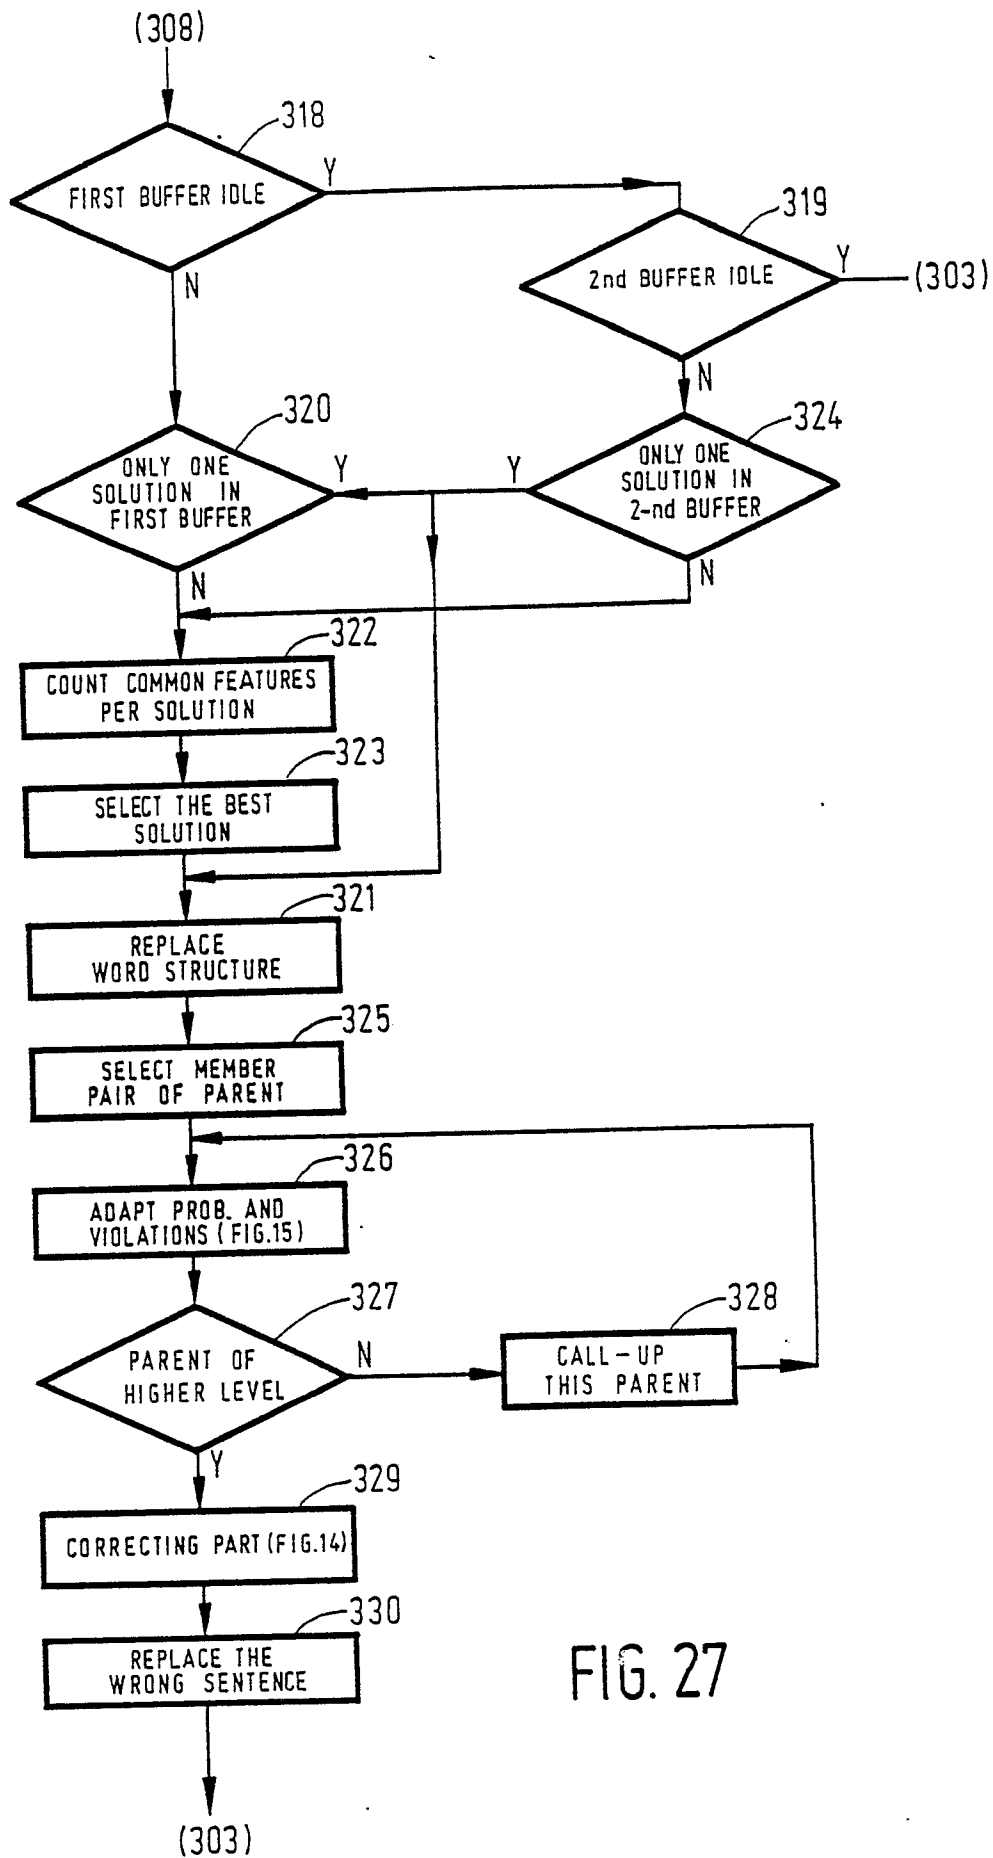 (308)
318
FIRST BUFFER IDLE
Y
N
319
2nd BUFFER IDLE
Y
(303)
N
320
ONLY ONE
SOLUTION IN
FIRST BUFFER
Y
N
324
ONLY ONE
SOLUTION IN
2-nd BUFFER
Y
N
322
COUNT COMMON FEATURES
PER SOLUTION
323
SELECT THE BEST
SOLUTION
321
REPLACE
WORD STRUCTURE
325
SELECT MEMBER
PAIR OF PARENT
326
ADAPT PROB. AND
VIOLATIONS (FIG.15)
327
PARENT OF
HIGHER LEVEL
N
Y
328
CALL-UP
THIS PARENT
329
CORRECTING PART (FIG.14)
330
REPLACE THE
WRONG SENTENCE
(303)
FIG. 27